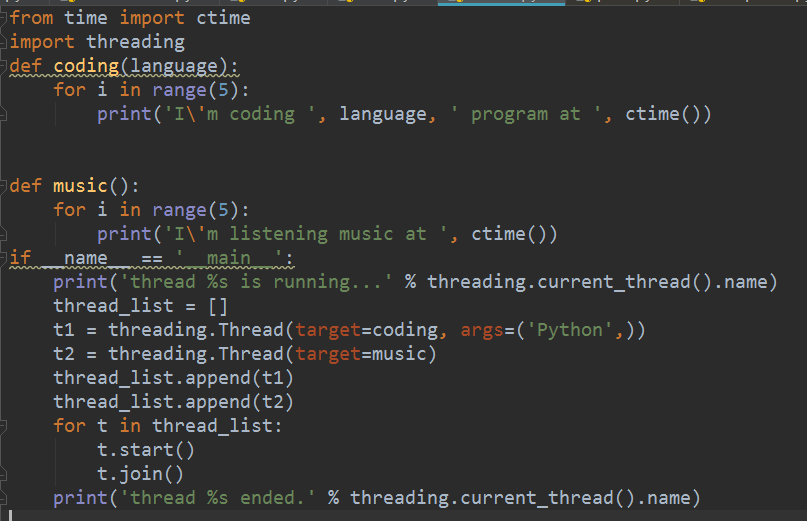 from time import ctime
import threading
def coding(language):
    for i in range(5):
        print('I\'m coding ', language, ' program at ', ctime())
def music():
    for i in range(5):
        print('I\'m listening music at ', ctime())
if __name__ == '__main__':
    print('thread %s is running...' % threading.current_thread().name)
    thread_list = []
    t1 = threading.Thread(target=coding, args=('Python',))
    t2 = threading.Thread(target=music)
    thread_list.append(t1)
    thread_list.append(t2)
    for t in thread_list:
        t.start()
        t.join()
    print('thread %s ended.' % threading.current_thread().name)